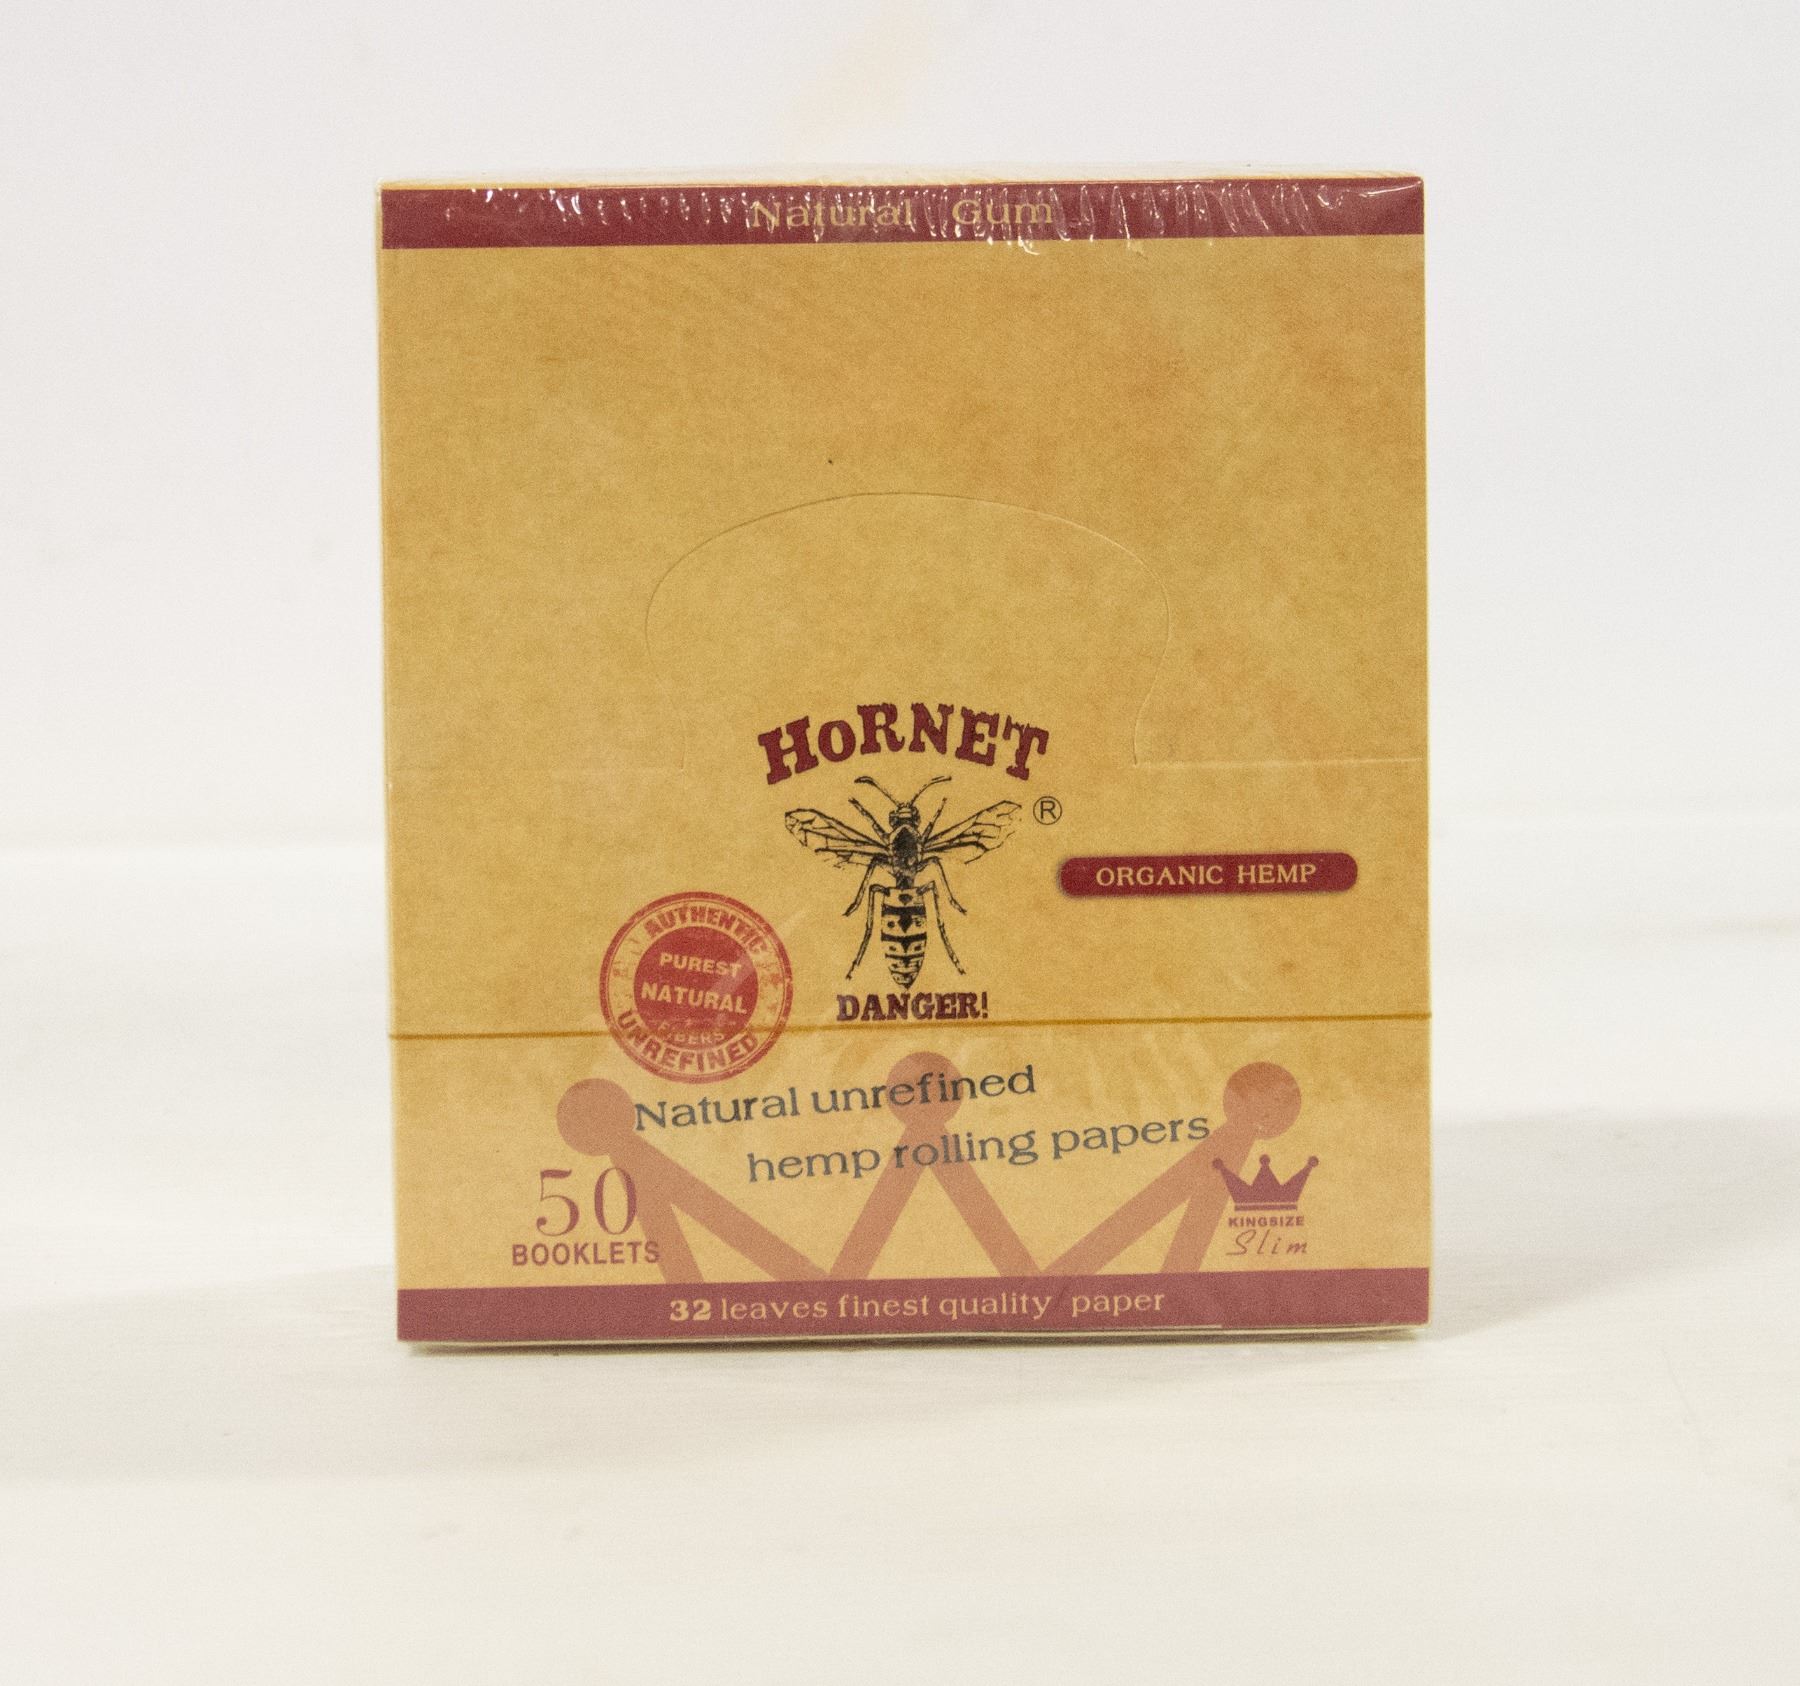 Natural Gum
HoRNET
®
ORGANIC HEMP
AUTHENTIC
PUREST
NATURAL
FIBERS
UNREFINED
DANGER!
Natural unrefined
hemp rolling papers
50
BOOKLETS
KINGSIZE
Slim
32 leaves finest quality paper